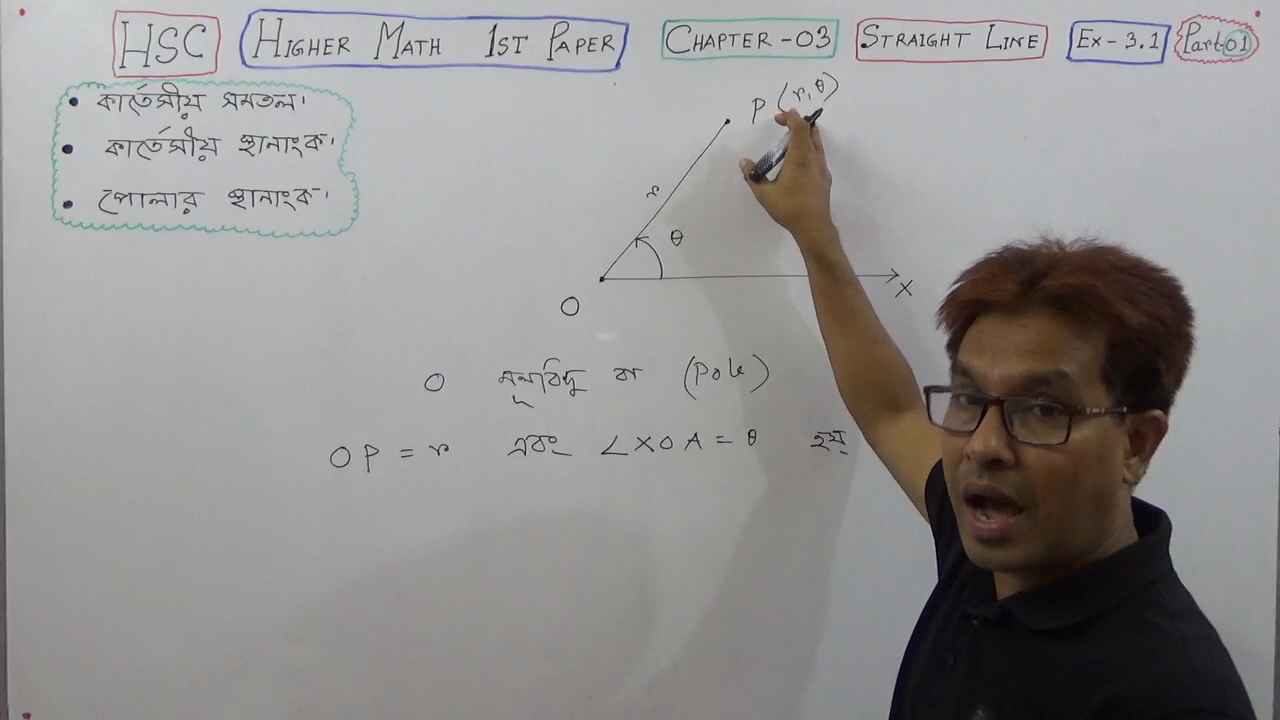 HSC HIGHER MATH 1ST PAPER CHAPTER-03 STRAIGHT LINE Ex-3.1 Part-01
• কার্তেসীয় সমতল।
• কার্তেসীয় স্থানাংক।
• পোলার স্থানাংক।
P (r, θ)
r
θ
O
X
O মূলবিন্দু বা (Pole)
OP = r এবং ∠XOA = θ হয়